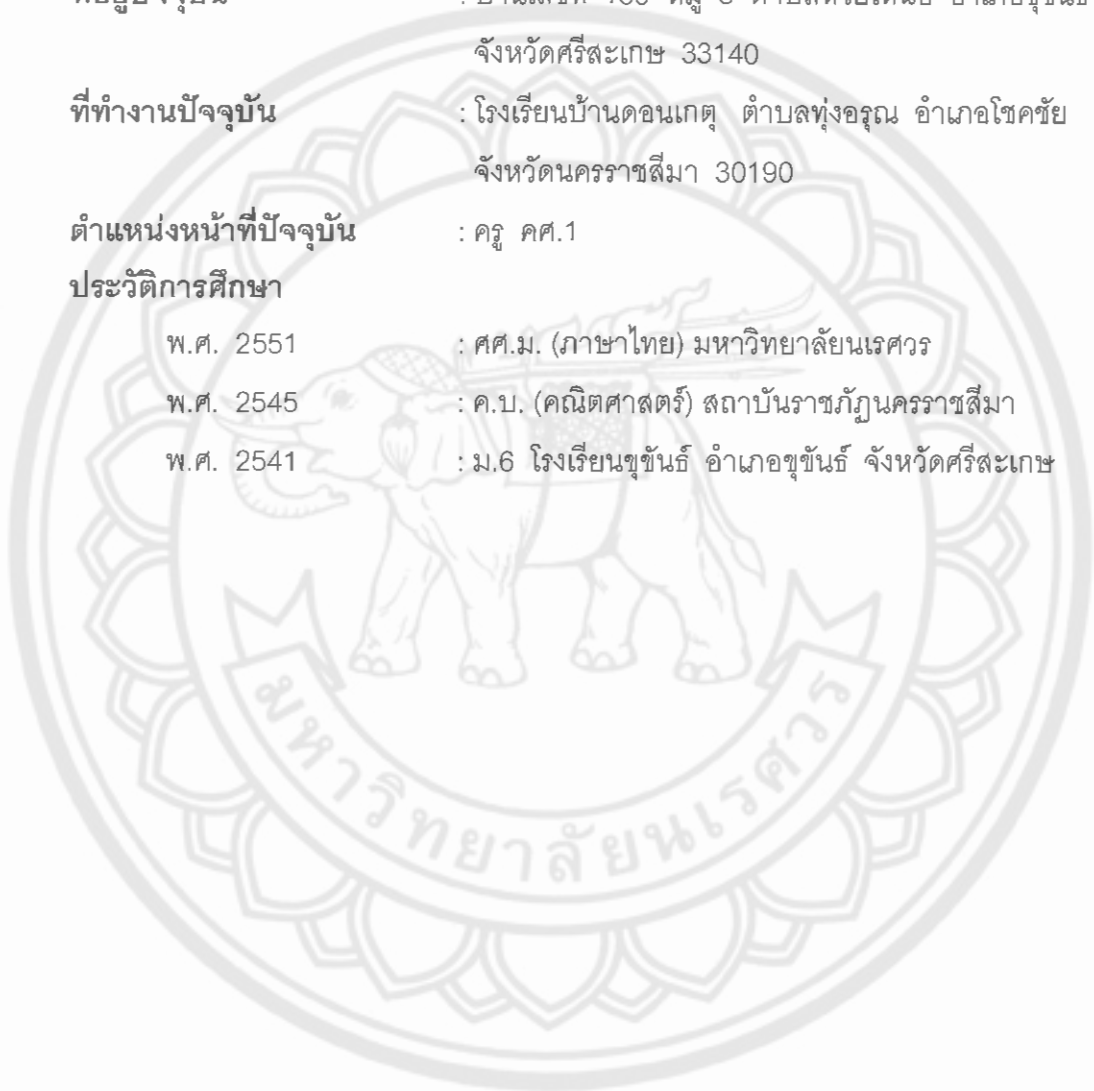 จังหวัดศรีสะเกษ 33140
ที่ทำงานปัจจุบัน : โรงเรียนบ้านดอนเกตุ ตำบลทุ่งอรุณ อำเภอโชคชัย
จังหวัดนครราชสีมา 30190
ตำแหน่งหน้าที่ปัจจุบัน : ครู คศ.1
ประวัติการศึกษา
พ.ศ. 2551 : ศศ.ม. (ภาษาไทย) มหาวิทยาลัยนเรศวร
พ.ศ. 2545 : ค.บ. (คณิตศาสตร์) สถาบันราชภัฏนครราชสีมา
พ.ศ. 2541 : ม.6 โรงเรียนขุขันธ์ อำเภอขุขันธ์ จังหวัดศรีสะเกษ
มหาวิทยาลัยนเรศวร